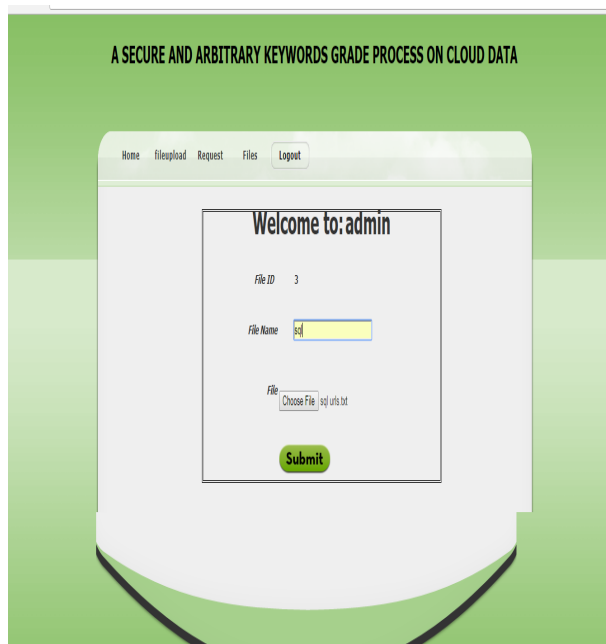 A SECURE AND ARBITRARY KEYWORDS GRADE PROCESS ON CLOUD DATA
Home fileupload Request Files Logout
Welcome to: admin
File ID 3
File Name sql
File Choose File sql urls.txt
Submit